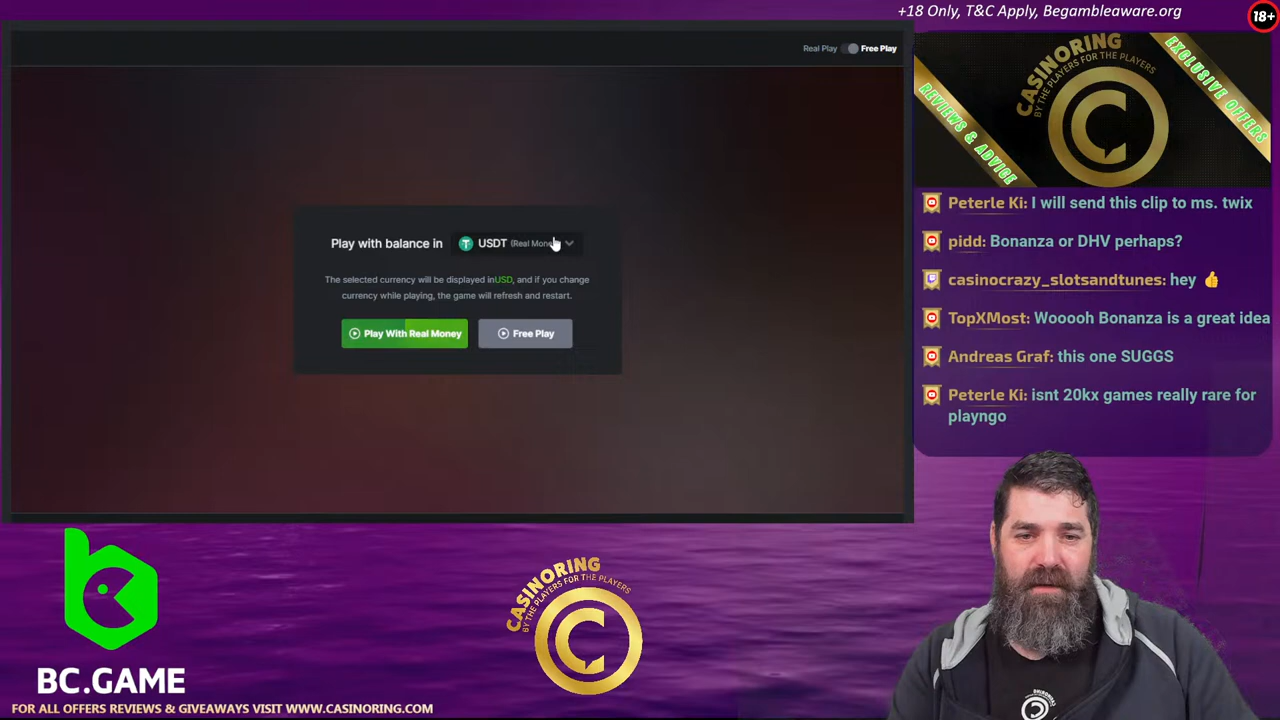 +18 Only, T&C Apply, Begambleaware.org
18+
Real Play
Free Play
CASINORING
BY THE PLAYERS FOR THE PLAYERS
EXCLUSIVE OFFERS
REVIEWS & ADVICE
Play with balance in
USDT
The selected currency will be displayed inUSD, and if you change
currency while playing, the game will refresh and restart.
Play With Real Money
Free Play
Peterle Ki: I will send this clip to ms. twix
pidd: Bonanza or DHV perhaps?
casinocrazy_slotsandtunes: hey 👍
TopXMost: Wooooh Bonanza is a great idea
Andreas Graf: this one SUGGS
Peterle Ki: isnt 20kx games really rare for
playngo
BC.GAME
CASINORING
BY THE PLAYERS FOR THE PLAYERS
FOR ALL OFFERS REVIEWS & GIVEAWAYS VISIT WWW.CASINORING.COM